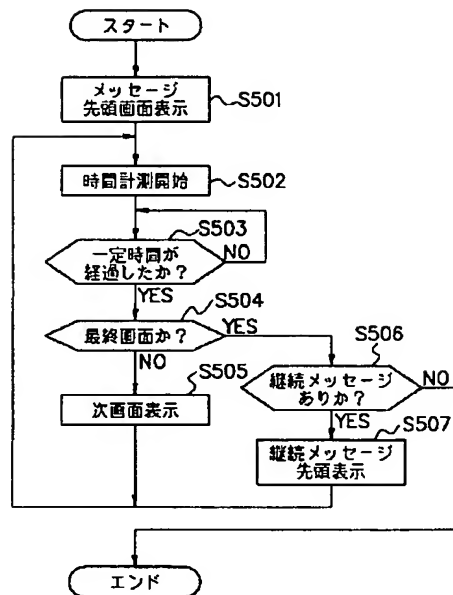 スタート
メッセージ
先頭画面表示
S501
時間計測開始
S502
S503
一定時間が
経過したか？
NO
YES
S504
最終画面か？
YES
NO
S506
継続メッセージ
ありか？
NO
YES
S505
次画面表示
S507
継続メッセージ
先頭表示
エンド